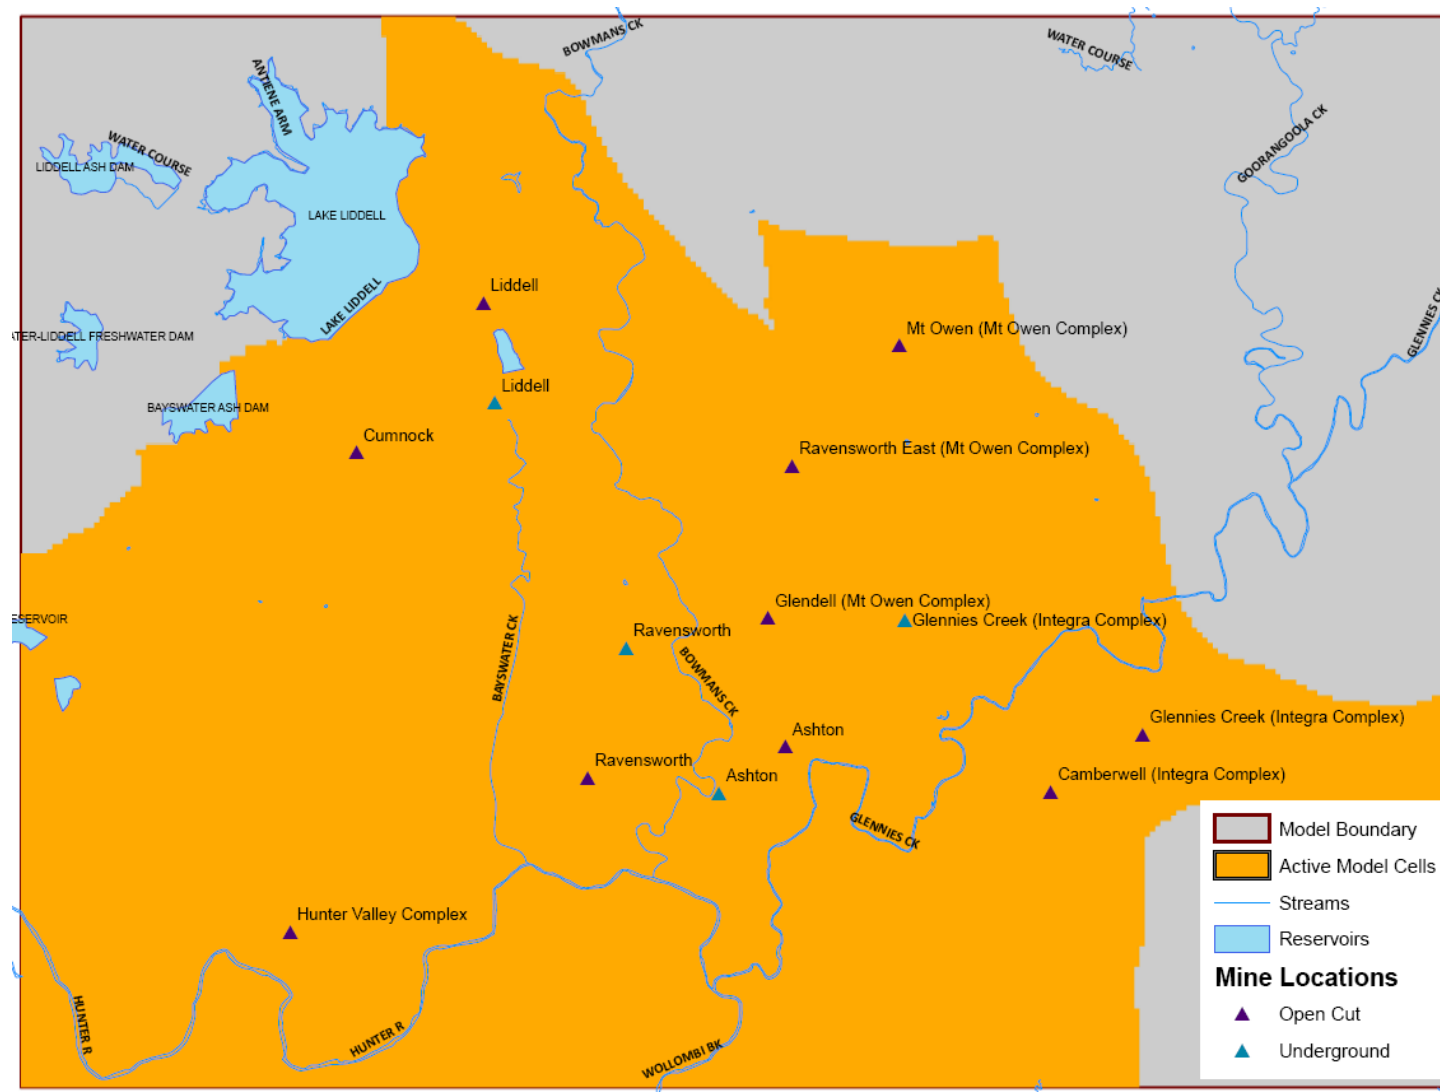 BOWMANS CK
WATER COURSE
ANTIENE ARM
GOORANGOOLA CK
WATER COURSE
LIDDELL ASH DAM
LAKE LIDDELL
LAKE LIDDELL
Liddell
GLENNIES CK
ATER-LIDDELL FRESHWATER DAM
Mt Owen (Mt Owen Complex)
Liddell
BAYSWATER ASH DAM
Cumnock
Ravensworth East (Mt Owen Complex)
Glendell (Mt Owen Complex)
ESERVOIR
Glennies Creek (Integra Complex)
Ravensworth
BAYSWATER CK
BOWMANS CK
Glennies Creek (Integra Complex)
Ashton
Ravensworth
Ashton
Camberwell (Integra Complex)
GLENNIES CK
Hunter Valley Complex
HUNTER R
HUNTER R
WOLLOMBI BK
Model Boundary
Active Model Cells
Streams
Reservoirs
Mine Locations
Open Cut
Underground